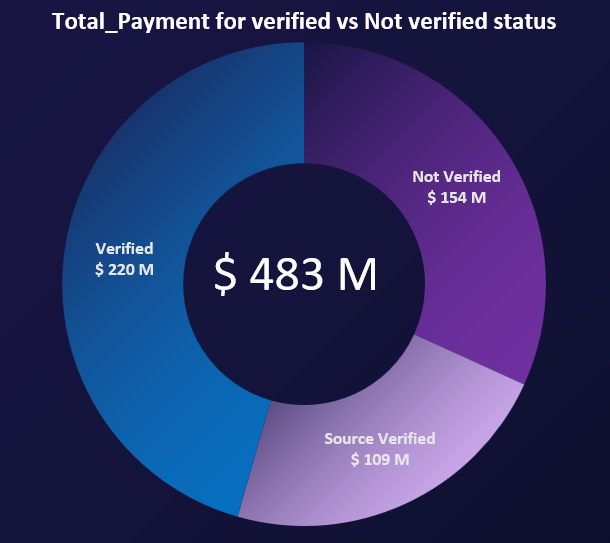 Total_Payment for verified vs Not verified status
Not Verified
$ 154 M
Verified
$ 220 M
$ 483 M
Source Verified
$ 109 M